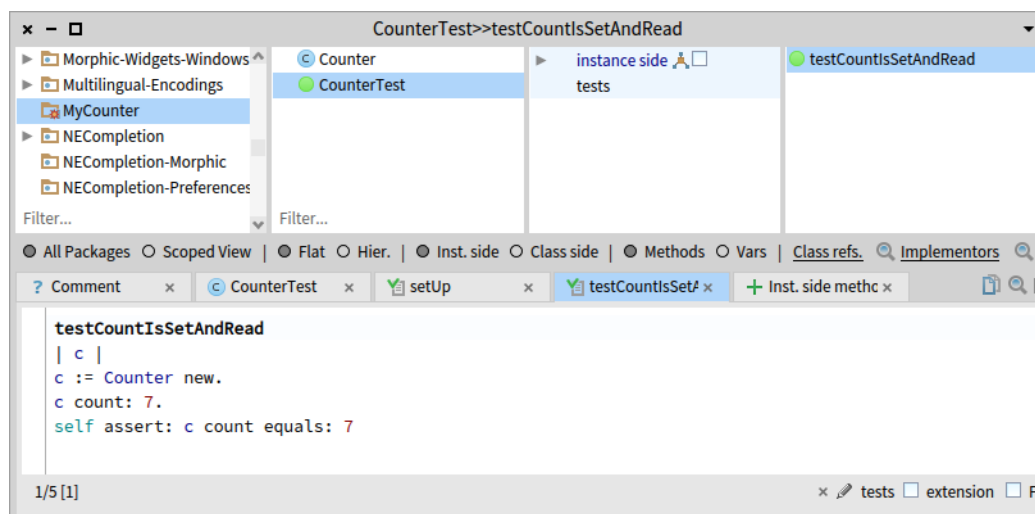 CounterTest>>testCountIsSetAndRead
Morphic-Widgets-Windows
Multilingual-Encodings
MyCounter
NECompletion
NECompletion-Morphic
NECompletion-Preferences
Filter...
Counter
CounterTest
Filter...
instance side
tests
testCountIsSetAndRead
All Packages Scoped View | Flat Hier. | Inst. side Class side | Methods Vars | Class refs. Implementors
? Comment × CounterTest × setUp × testCountIsSetA × Inst. side methc ×
testCountIsSetAndRead
| c |
c := Counter new.
c count: 7.
self assert: c count equals: 7
1/5 [1] × tests extension F